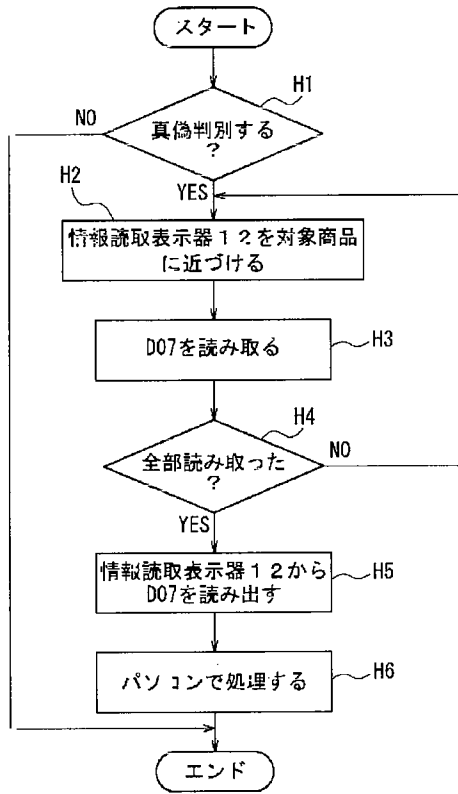 スタート
H1
真偽判別する
?
NO
YES
H2
情報読取表示器12を対象商品
に近づける
D07を読み取る
H3
H4
全部読み取った
?
NO
YES
情報読取表示器12から
D07を読み出す
H5
パソコンで処理する
H6
エンド